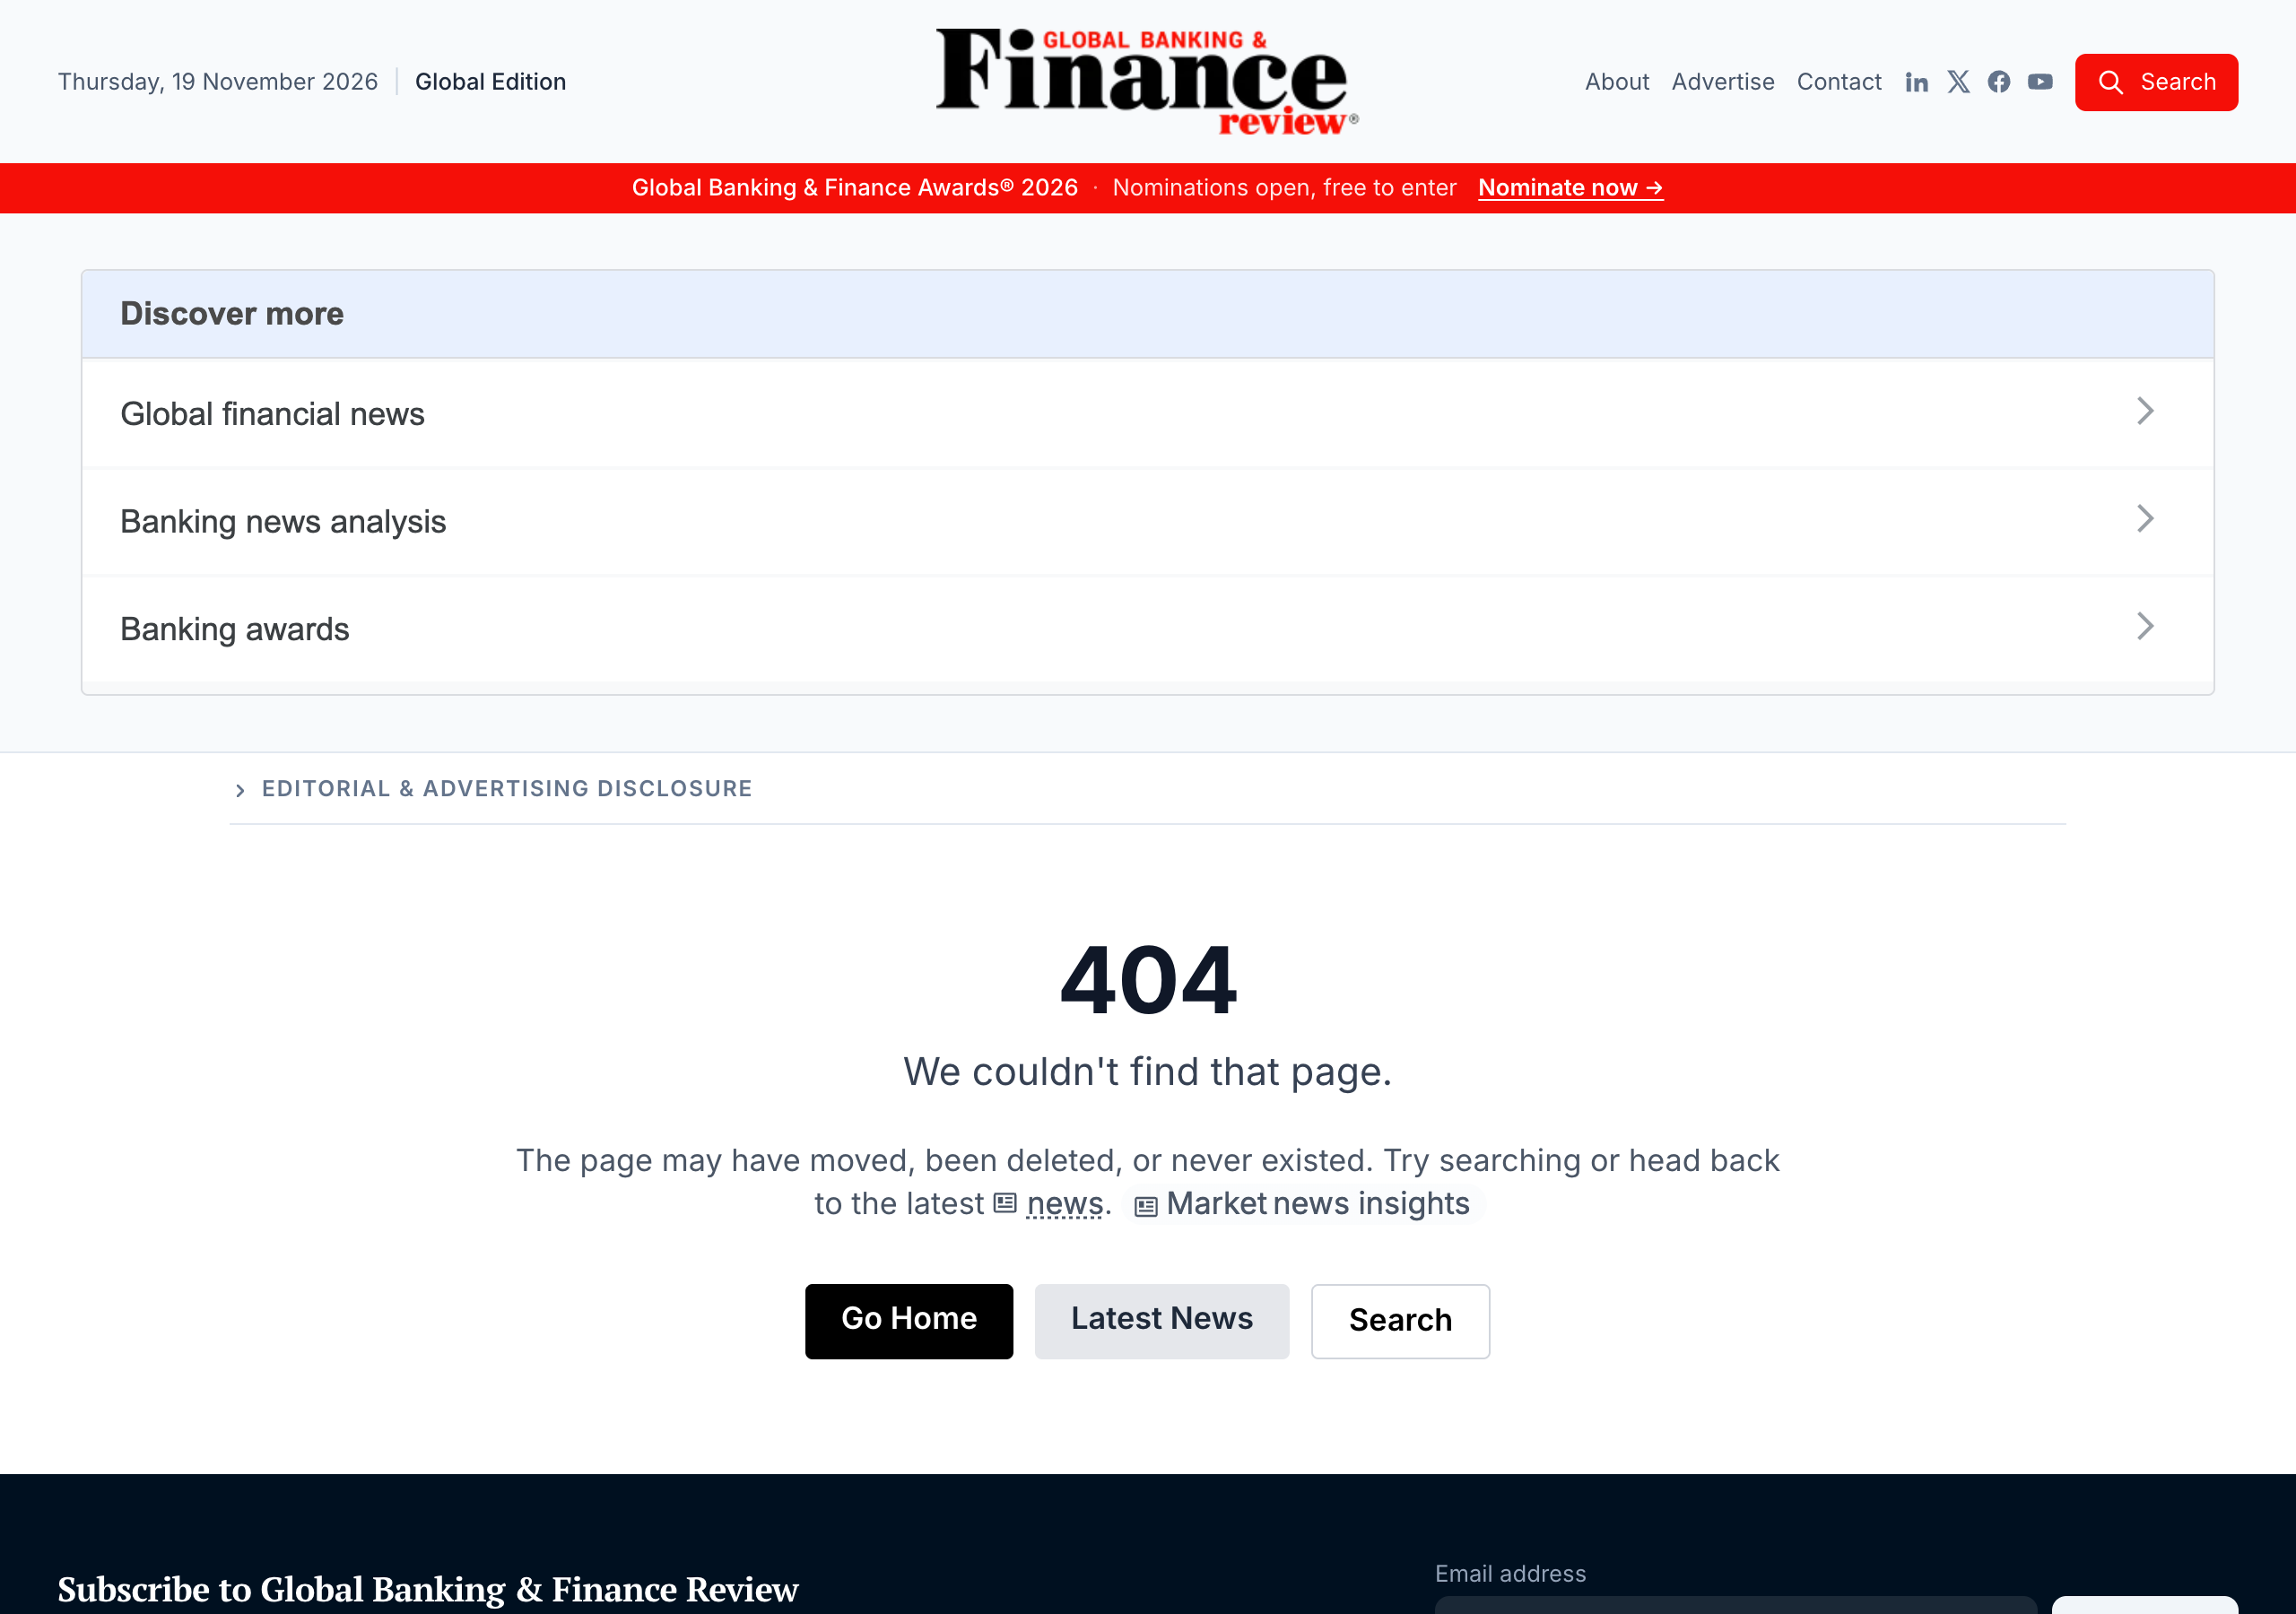 Thursday, 19 November 2026
Global Edition
GLOBAL BANKING &
Finance
review®
About
Advertise
Contact
Search
Global Banking & Finance Awards® 2026 · Nominations open, free to enter Nominate now →
Discover more
Global financial news
Banking news analysis
Banking awards
EDITORIAL & ADVERTISING DISCLOSURE
404
We couldn't find that page.
The page may have moved, been deleted, or never existed. Try searching or head back
to the latest news. Market news insights
Go Home
Latest News
Search
Subscribe to Global Banking & Finance Review
Email address